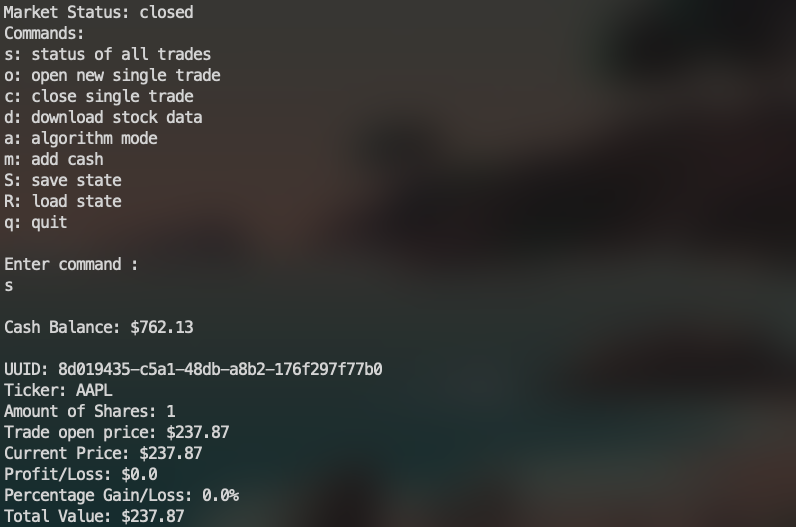 Market Status: closed
Commands:
s: status of all trades
o: open new single trade
c: close single trade
d: download stock data
a: algorithm mode
m: add cash
S: save state
R: load state
q: quit
Enter command :
s
Cash Balance: $762.13
UUID: 8d019435-c5a1-48db-a8b2-176f297f77b0
Ticker: AAPL
Amount of Shares: 1
Trade open price: $237.87
Current Price: $237.87
Profit/Loss: $0.0
Percentage Gain/Loss: 0.0%
Total Value: $237.87